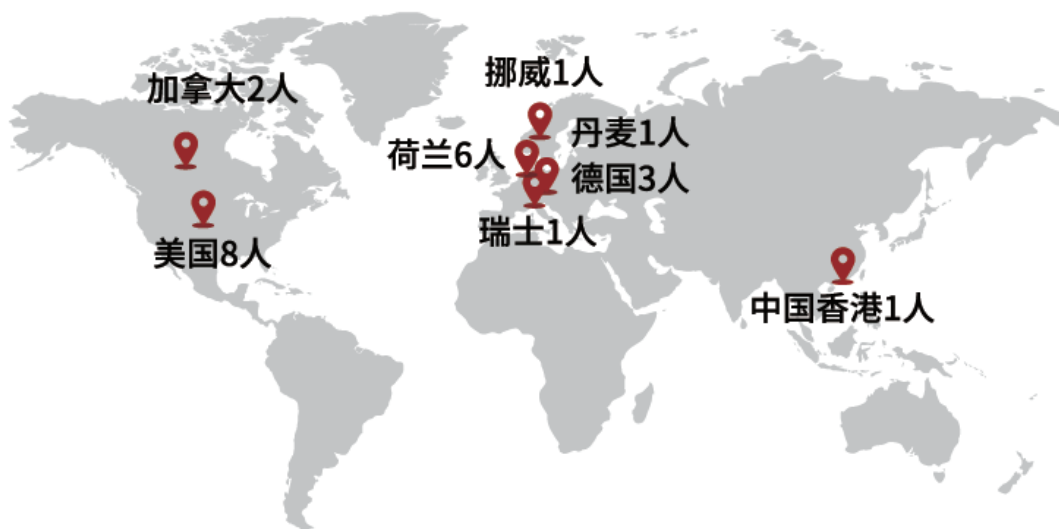 加拿大2人
挪威1人
丹麦1人
荷兰6人
德国3人
瑞士1人
美国8人
中国香港1人